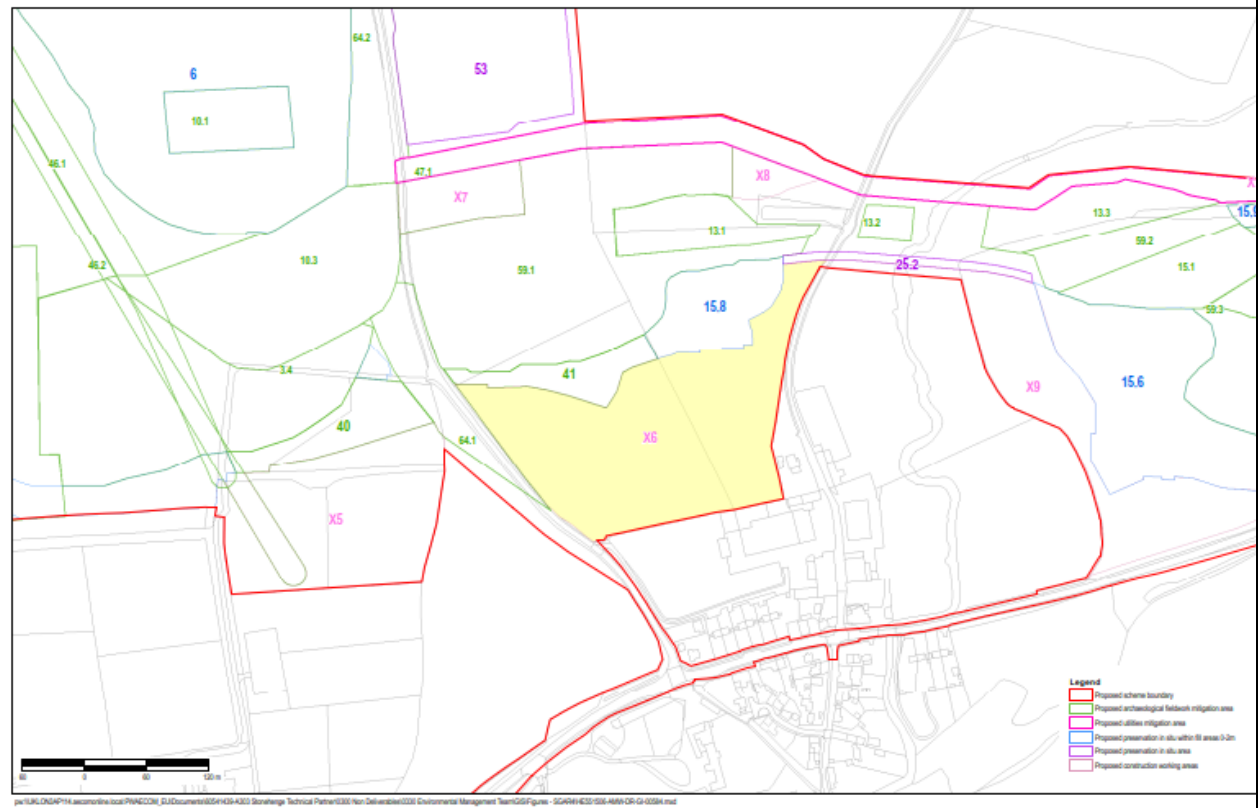 64.2
6
53
10.1
46.1
47.1
X7
X8
X
13.3
15.9
13.1
13.2
59.2
46.2
10.3
59.1
25.2
15.1
15.8
59.3
3.4
41
X9
15.6
40
64.1
X6
X5
Legend
Proposed scheme boundary
Proposed archaeological fieldwork mitigation area
Proposed utilities mitigation area
Proposed preservation in situ within fill areas 0-2m
Proposed preservation in situ area
Proposed construction working areas
60 0 60 120 m